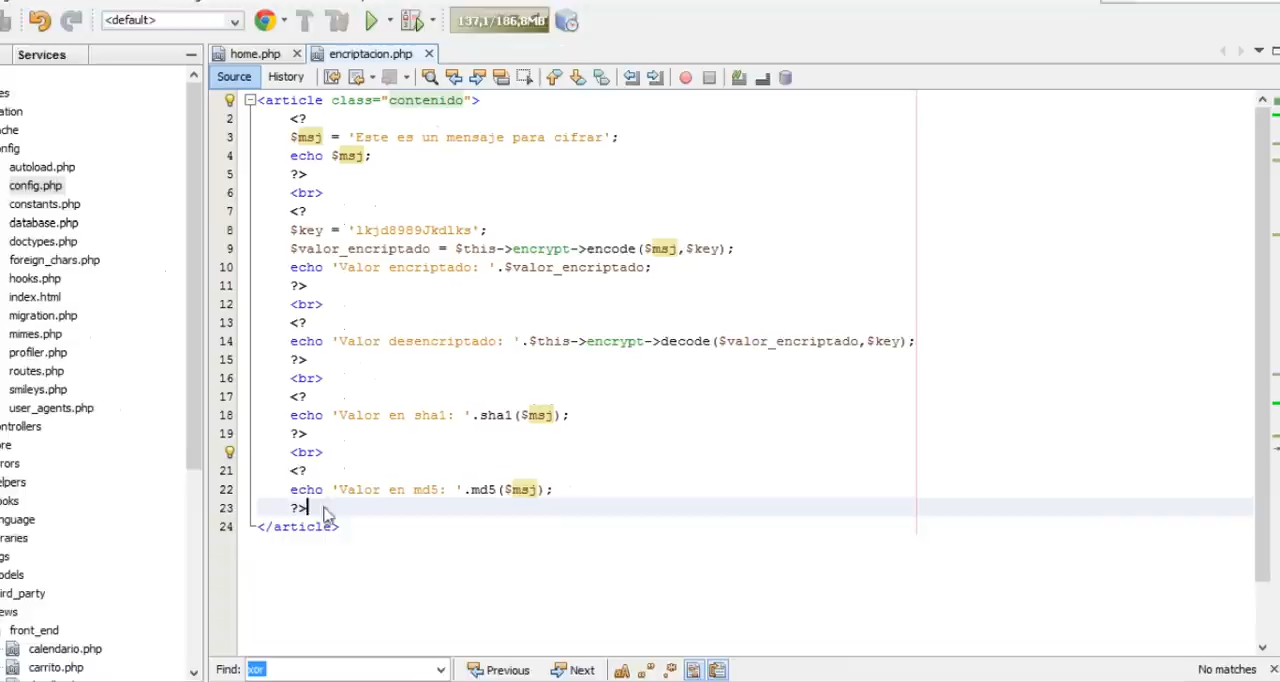 <default>
137,1/186,8MB
Services
home.php
encriptacion.php
Source
History
autoload.php
config.php
constants.php
database.php
doctypes.php
foreign_chars.php
hooks.php
index.html
migration.php
mimes.php
profiler.php
routes.php
smileys.php
user_agents.php
ontrollers
ore
rrors
elpers
ooks
nguage
raries
gs
odels
ird_party
ews
front_end
calendario.php
carrito.php
1 <article class="contenido">
2 <?
3 $msj = 'Este es un mensaje para cifrar';
4 echo $msj;
5 ?>
6 <br>
7 <?
8 $key = 'lkjd8989Jkdlks';
9 $valor_encriptado = $this->encrypt->encode($msj,$key);
10 echo 'Valor encriptado: '.$valor_encriptado;
11 ?>
12 <br>
13 <?
14 echo 'Valor desencriptado: '.$this->encrypt->decode($valor_encriptado,$key);
15 ?>
16 <br>
17 <?
18 echo 'Valor en sha1: '.sha1($msj);
19 ?>
<br>
21 <?
22 echo 'Valor en md5: '.md5($msj);
23 ?>
24 </article>
Find: xor
Previous
Next
No matches